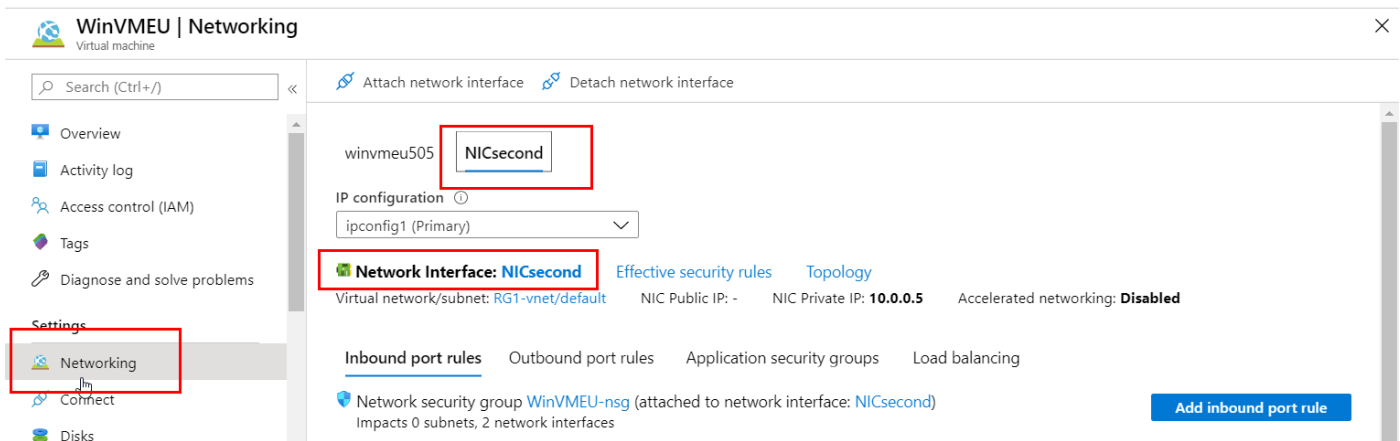 WinVMEU | Networking
Virtual machine
Search (Ctrl+/)
«
Overview
Activity log
Access control (IAM)
Tags
Diagnose and solve problems
Settings
Networking
Connect
Disks
Attach network interface Detach network interface
winvmeu505 NICsecond
IP configuration
ipconfig1 (Primary)
Network Interface: NICsecond Effective security rules Topology
Virtual network/subnet: RG1-vnet/default NIC Public IP: - NIC Private IP: 10.0.0.5 Accelerated networking: Disabled
Inbound port rules Outbound port rules Application security groups Load balancing
Network security group WinVMEU-nsg (attached to network interface: NICsecond)
Impacts 0 subnets, 2 network interfaces
Add inbound port rule